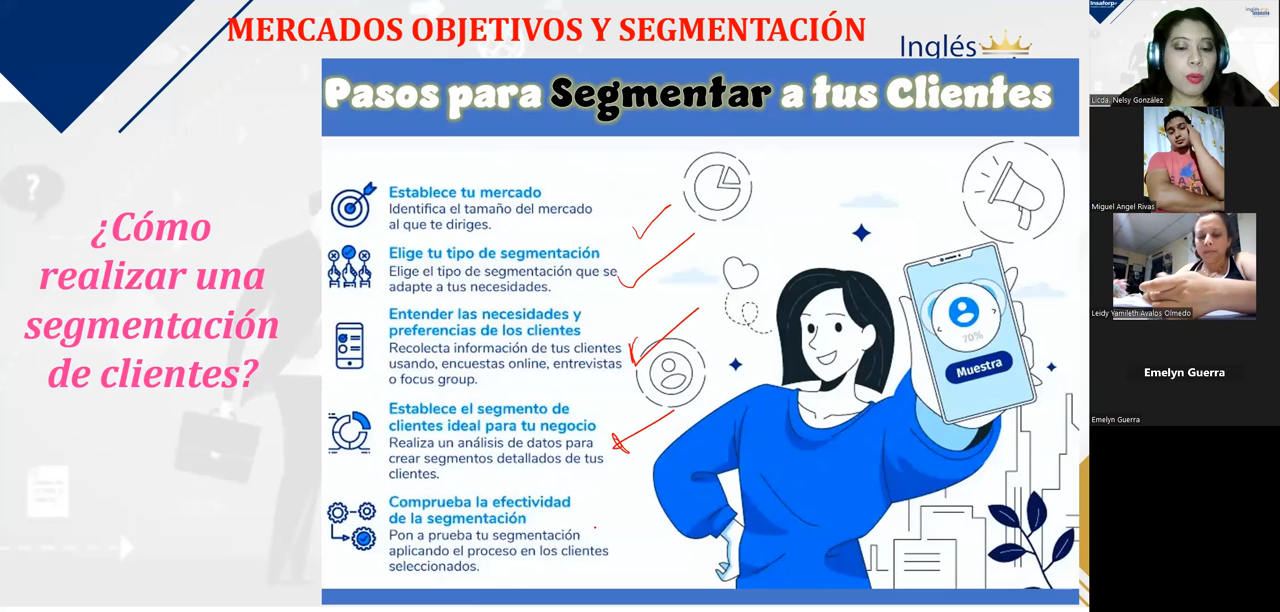 MERCADOS OBJETIVOS Y SEGMENTACIÓN
Inglés
Pasos para Segmentar a tus Clientes
¿Cómo
realizar una
segmentación
de clientes?
Establece tu mercado
Identifica el tamaño del mercado
al que te diriges.
Elige tu tipo de segmentación
Elige el tipo de segmentación que se
adapte a tus necesidades.
Entender las necesidades y
preferencias de los clientes
Recolecta información de tus clientes
usando, encuestas online, entrevistas
o focus group.
Establece el segmento de
clientes ideal para tu negocio
Realiza un análisis de datos para
crear segmentos detallados de tus
clientes.
Comprueba la efectividad
de la segmentación
Pon a prueba tu segmentación
aplicando el proceso en los clientes
seleccionados.
70%
Muestra
Insaforp
Licda. Nelsy González
Miguel Angel Rivas
Leidy Yamileth Avalos Olmedo
Emelyn Guerra
Emelyn Guerra